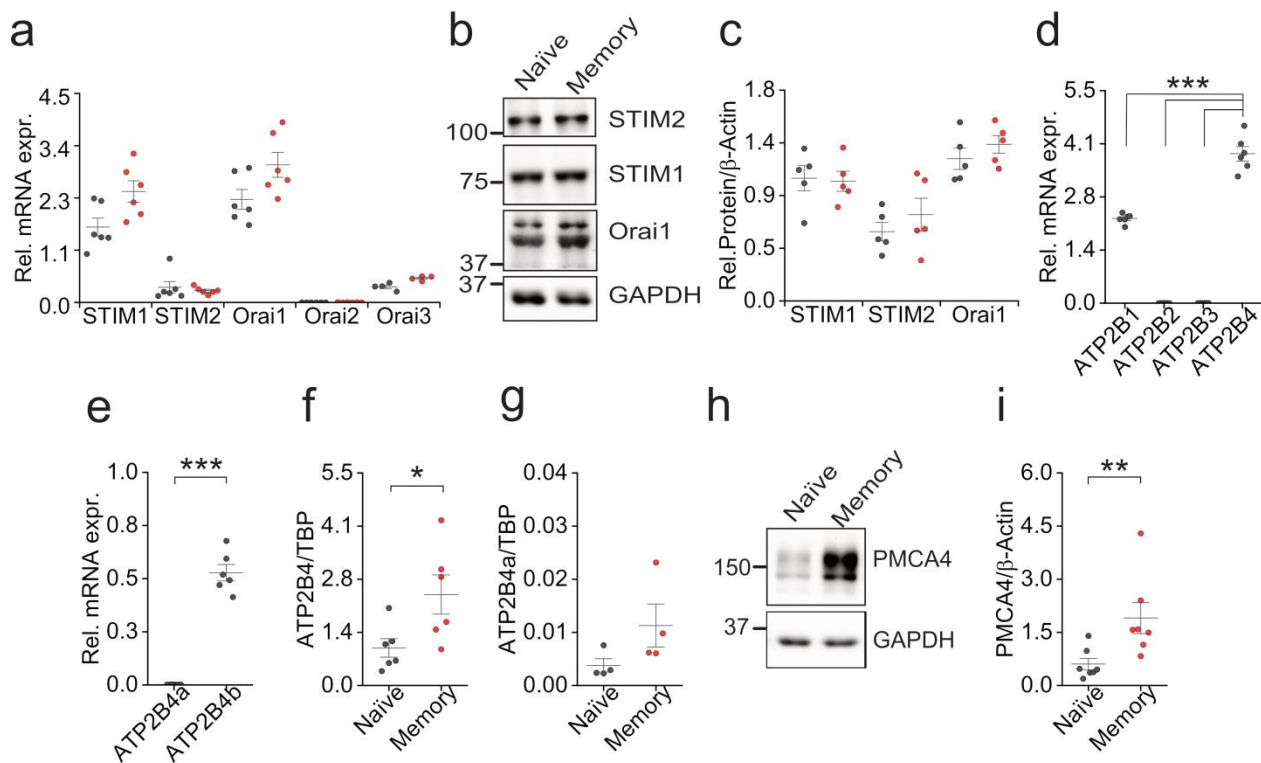 a
Rel. mRNA expr.
4.5
3.4
2.3
1.1
0.0
STIM1 STIM2 Orai1 Orai2 Orai3
b
Naïve Memory
STIM2
100
STIM1
75
Orai1
37
37
GAPDH
c
Rel.Protein/β-Actin
1.8
1.4
0.9
0.5
0.0
STIM1 STIM2 Orai1
d
Rel. mRNA expr.
***
5.5
4.1
2.8
1.4
0.0
ATP2B1 ATP2B2 ATP2B3 ATP2B4
e
Rel. mRNA expr.
***
1.0
0.8
0.5
0.3
0.0
ATP2B4a ATP2B4b
f
ATP2B4/TBP
*
5.5
4.1
2.8
1.4
0.0
Naïve Memory
g
ATP2B4a/TBP
0.04
0.03
0.02
0.01
0.00
Naïve Memory
h
Naïve Memory
PMCA4
150
37
GAPDH
i
PMCA4/β-Actin
**
6.0
4.5
3.0
1.5
0.0
Naïve Memory